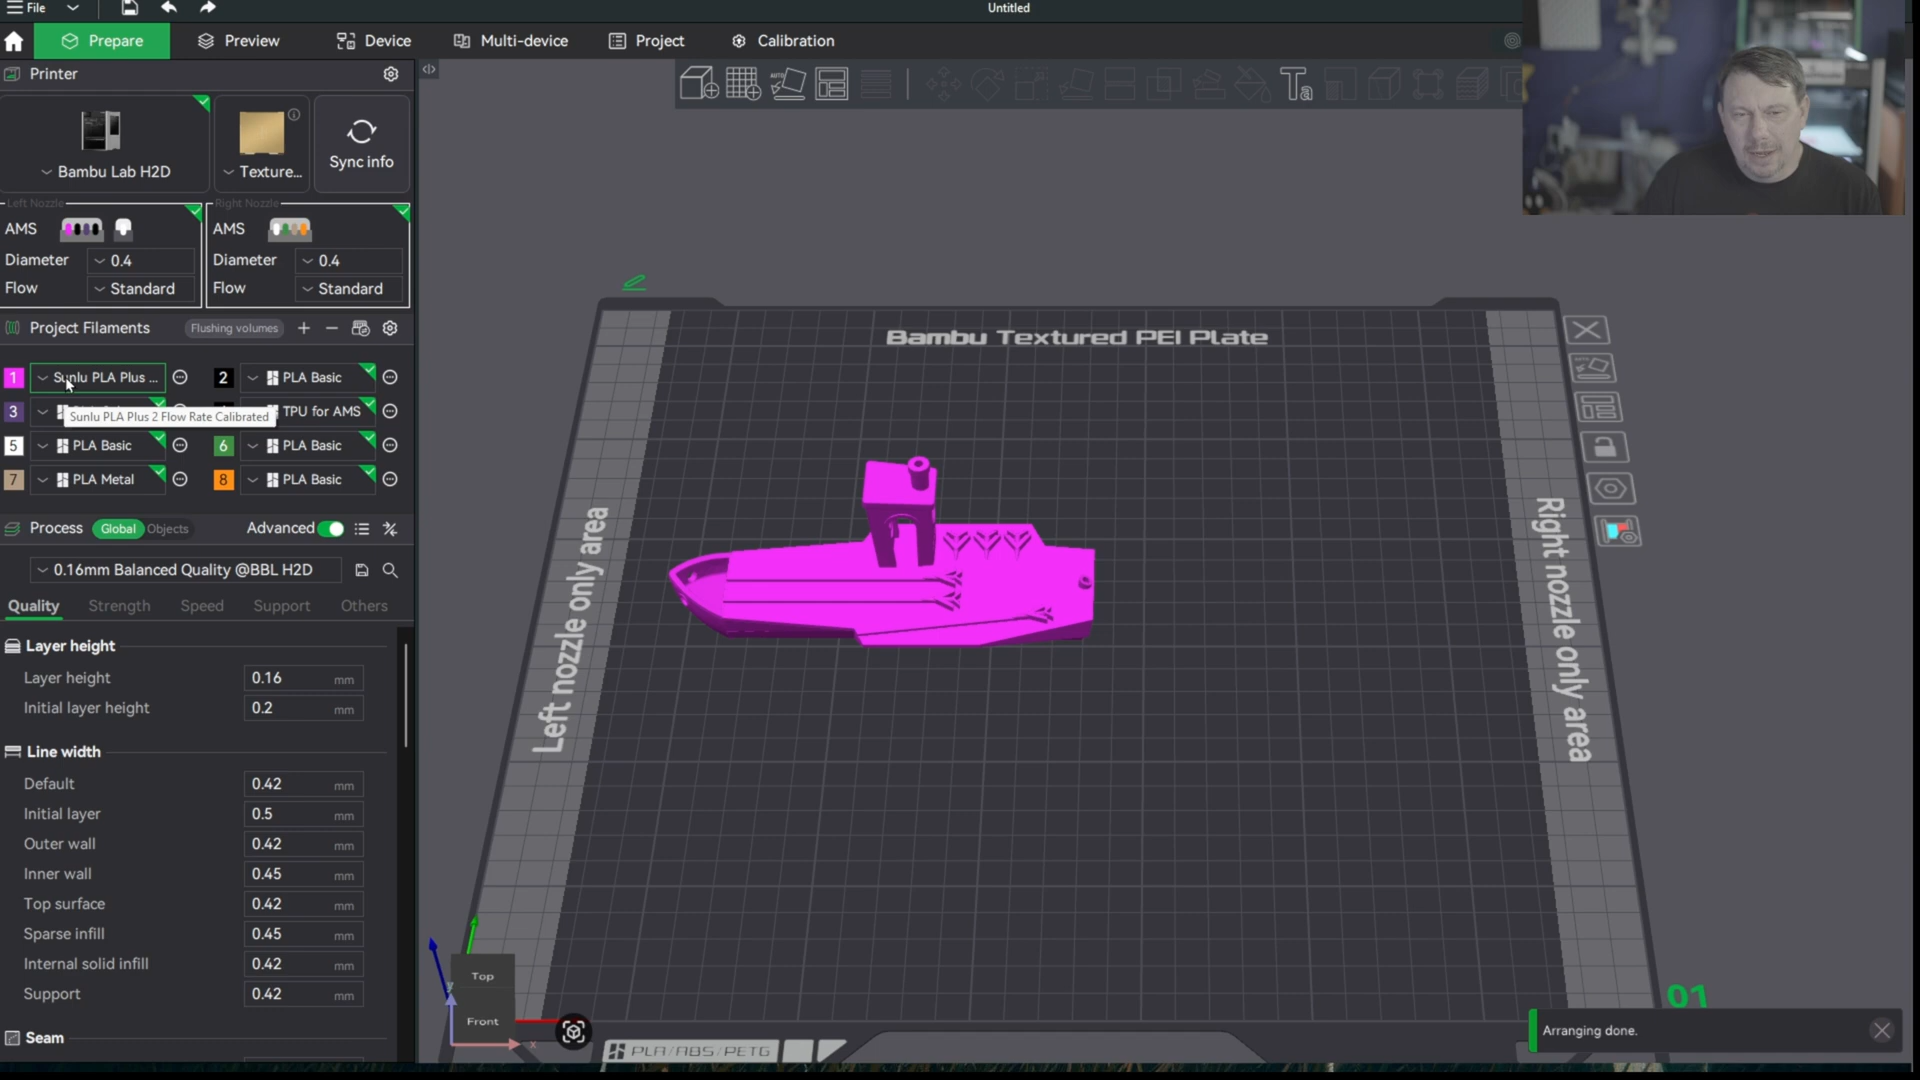 File
Untitled
Prepare
Preview
Device
Multi-device
Project
Calibration
Printer
Bambu Lab H2D
Texture...
Sync info
Left Nozzle
Right Nozzle
AMS
AMS
Diameter
0.4
Diameter
0.4
Flow
Standard
Flow
Standard
Project Filaments
Flushing volumes
1
Sunlu PLA Plus ...
2
PLA Basic
3
TPU for AMS
Sunlu PLA Plus 2 Flow Rate Calibrated
5
PLA Basic
6
PLA Basic
7
PLA Metal
8
PLA Basic
Process
Global
Objects
Advanced
0.16mm Balanced Quality @BBL H2D
Quality
Strength
Speed
Support
Others
Layer height
Layer height
0.16 mm
Initial layer height
0.2 mm
Line width
Default
0.42 mm
Initial layer
0.5 mm
Outer wall
0.42 mm
Inner wall
0.45 mm
Top surface
0.42 mm
Sparse infill
0.45 mm
Internal solid infill
0.42 mm
Support
0.42 mm
Seam
AUTO
Ta
Bambu Textured PEI Plate
Left nozzle only area
Right nozzle only area
Top
Front
y
x
PLA/ABS/PETG
01
Arranging done.